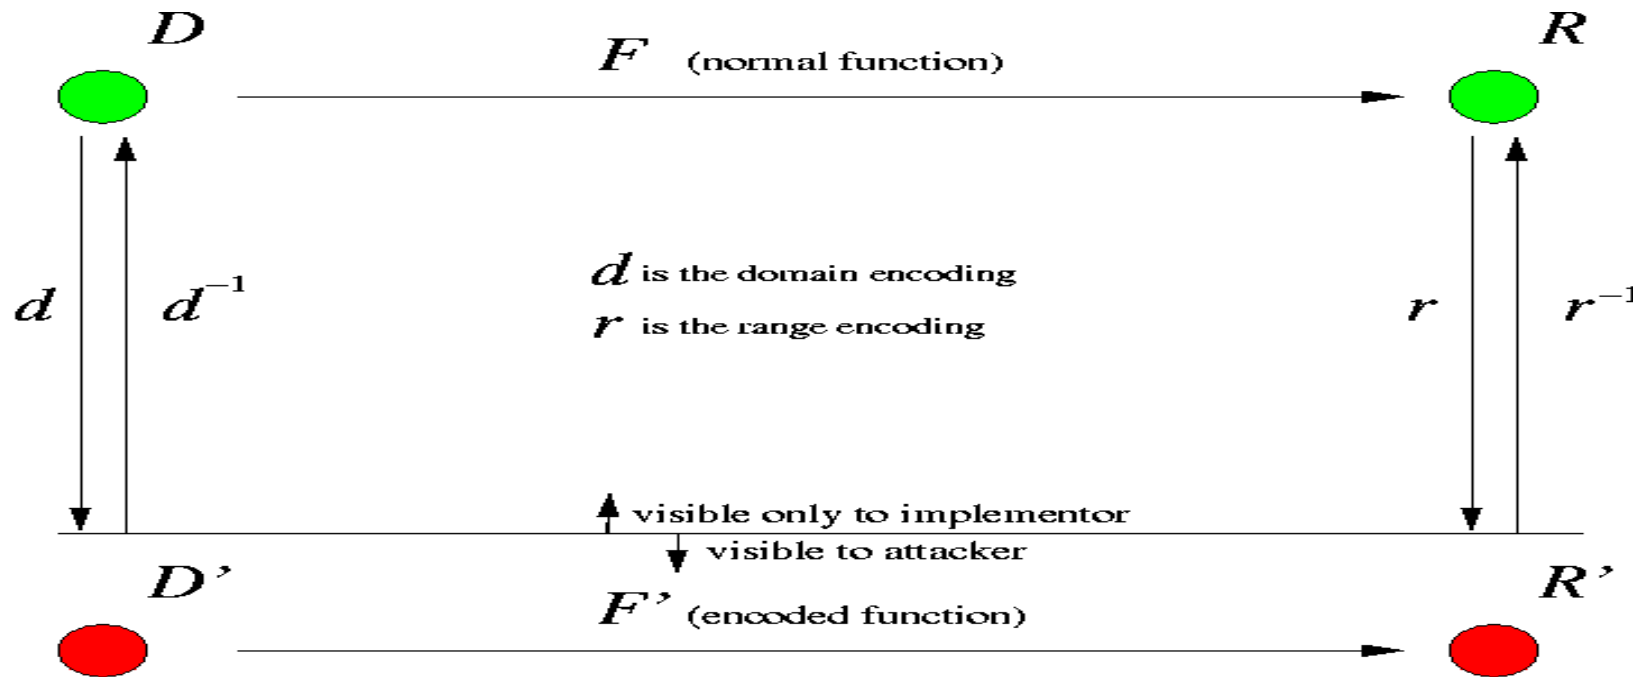 D
R
F (normal function)
d is the domain encoding
d
d⁻¹
r
r⁻¹
r is the range encoding
visible only to implementor
visible to attacker
D’
R’
F’ (encoded function)